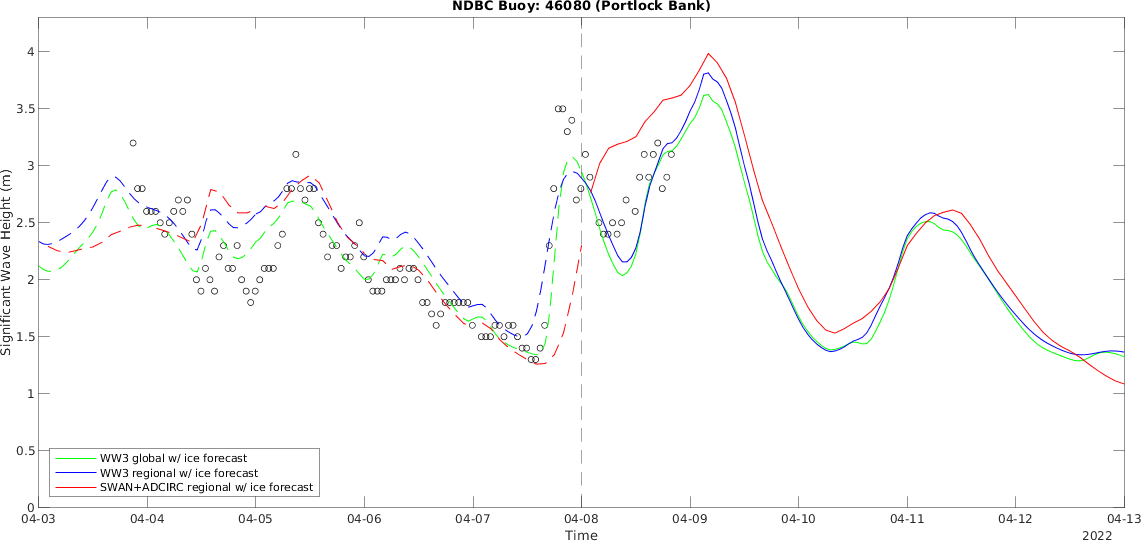 NDBC Buoy: 46080 (Portlock Bank)
Significant Wave Height (m)
4
3.5
3
2.5
2
1.5
1
0.5
0
WW3 global w/ ice forecast
WW3 regional w/ ice forecast
SWAN+ADCIRC regional w/ ice forecast
04-03 04-04 04-05 04-06 04-07 04-08 04-09 04-10 04-11 04-12 04-13
Time
2022